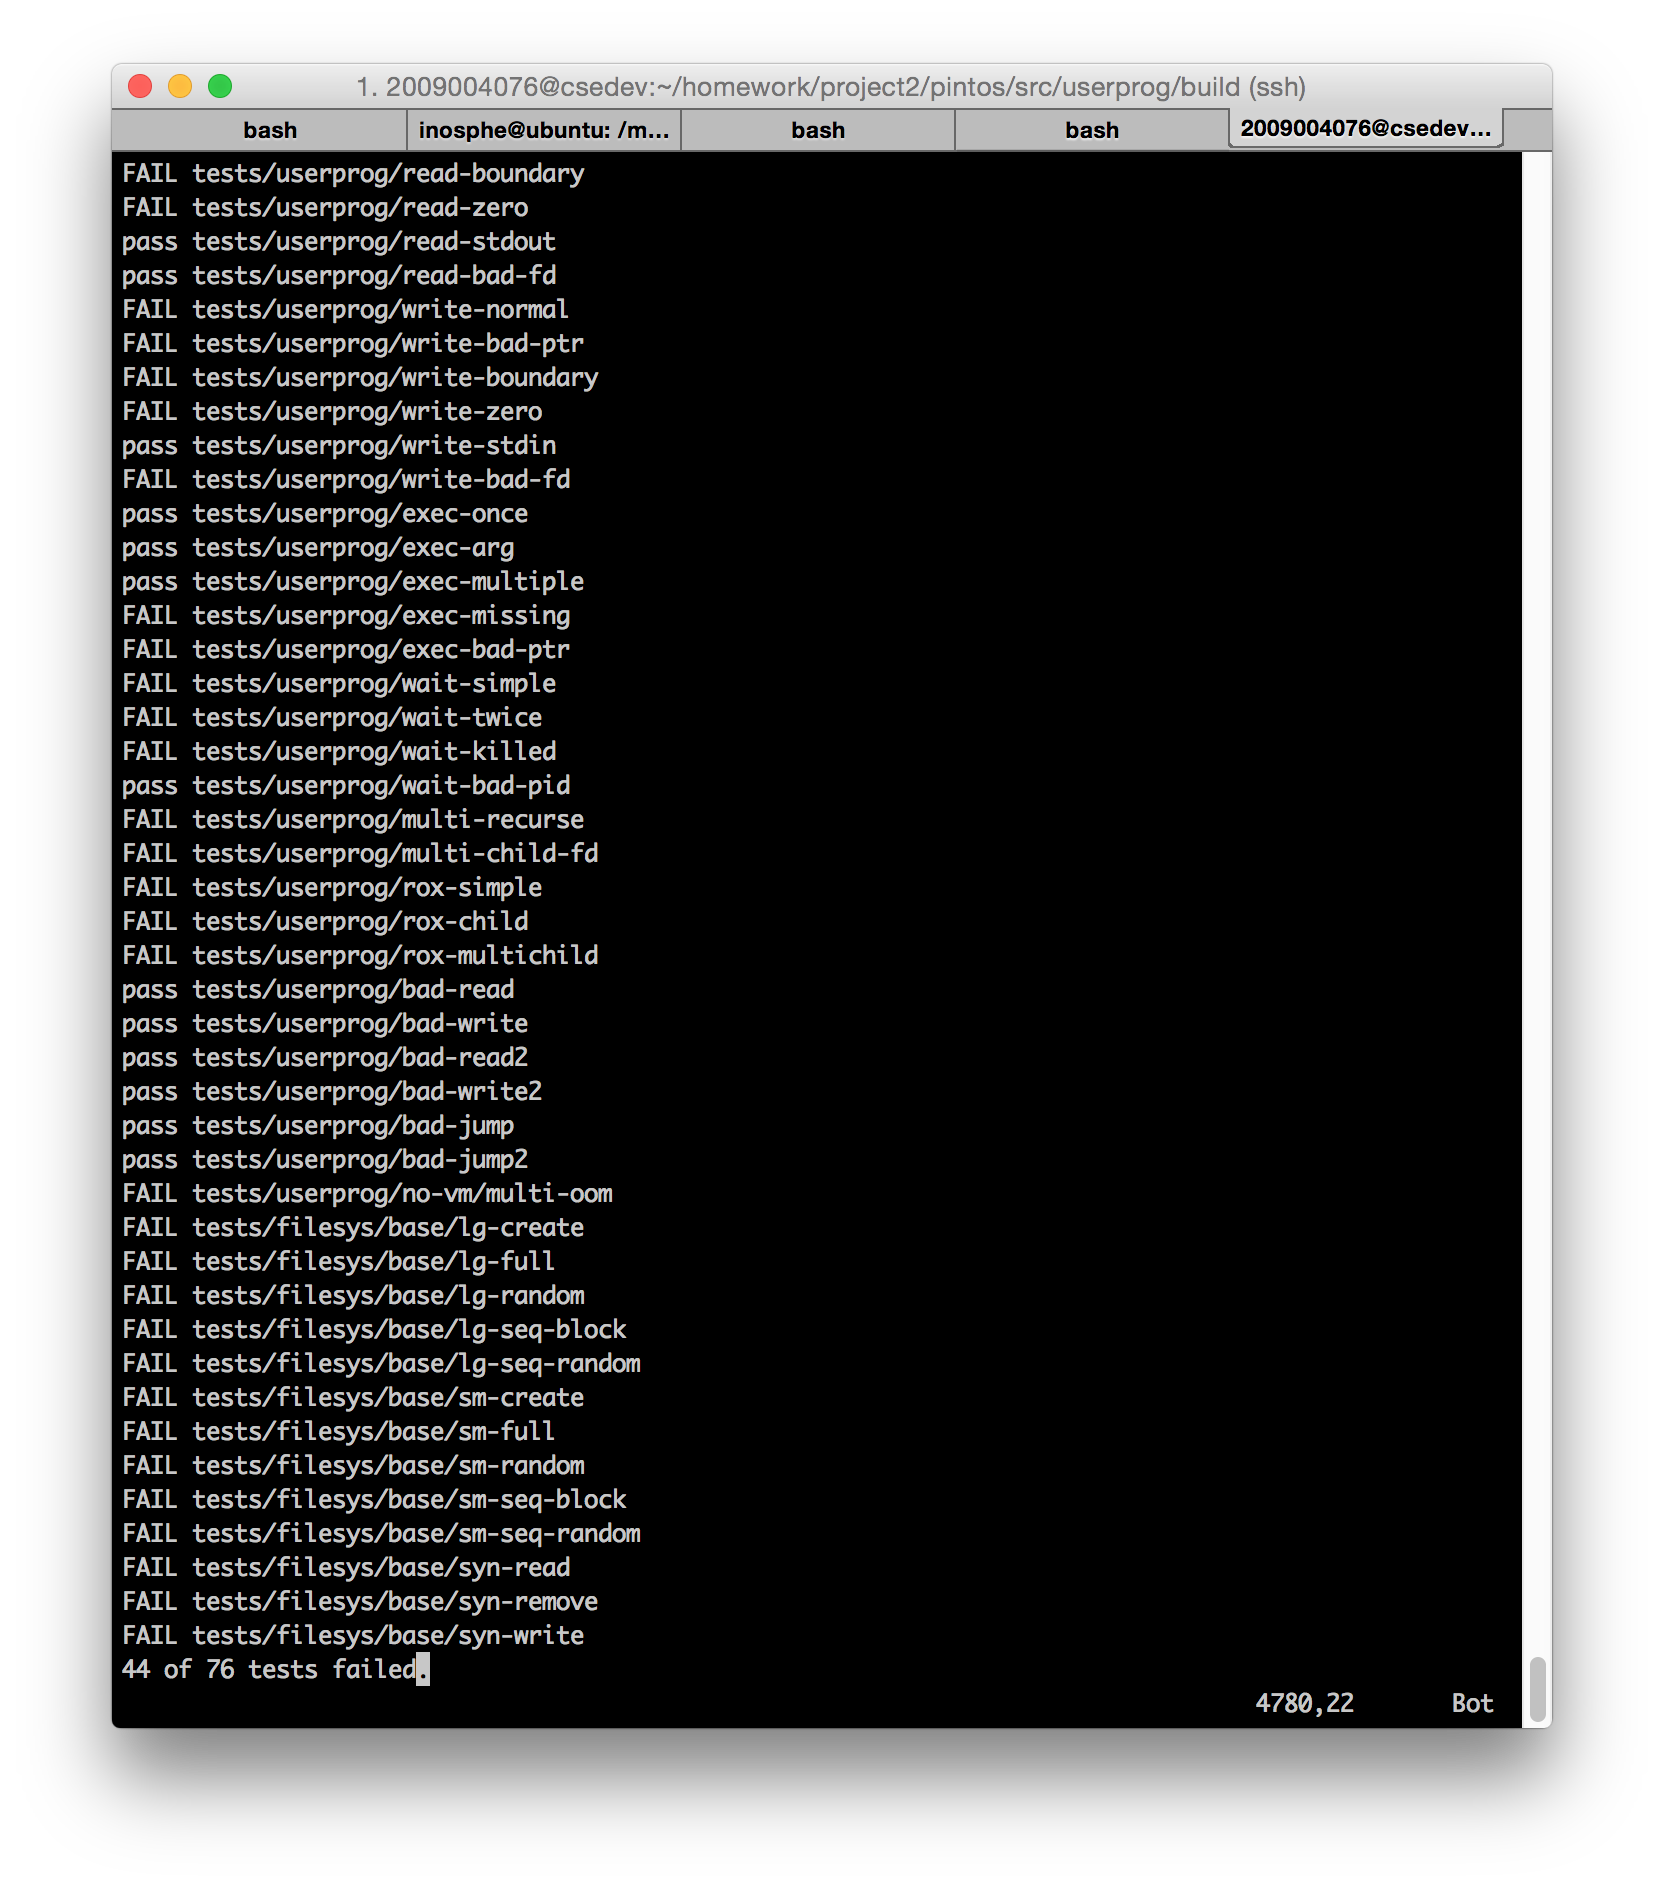 1. 2009004076@csedev:~/homework/project2/pintos/src/userprog/build (ssh)
bash inosphe@ubuntu: /m... bash bash 2009004076@csedev...
FAIL tests/userprog/read-boundary
FAIL tests/userprog/read-zero
pass tests/userprog/read-stdout
pass tests/userprog/read-bad-fd
FAIL tests/userprog/write-normal
FAIL tests/userprog/write-bad-ptr
FAIL tests/userprog/write-boundary
FAIL tests/userprog/write-zero
pass tests/userprog/write-stdin
FAIL tests/userprog/write-bad-fd
pass tests/userprog/exec-once
pass tests/userprog/exec-arg
pass tests/userprog/exec-multiple
FAIL tests/userprog/exec-missing
FAIL tests/userprog/exec-bad-ptr
FAIL tests/userprog/wait-simple
FAIL tests/userprog/wait-twice
FAIL tests/userprog/wait-killed
pass tests/userprog/wait-bad-pid
FAIL tests/userprog/multi-recurse
FAIL tests/userprog/multi-child-fd
FAIL tests/userprog/rox-simple
FAIL tests/userprog/rox-child
FAIL tests/userprog/rox-multichild
pass tests/userprog/bad-read
pass tests/userprog/bad-write
pass tests/userprog/bad-read2
pass tests/userprog/bad-write2
pass tests/userprog/bad-jump
pass tests/userprog/bad-jump2
FAIL tests/userprog/no-vm/multi-oom
FAIL tests/filesys/base/lg-create
FAIL tests/filesys/base/lg-full
FAIL tests/filesys/base/lg-random
FAIL tests/filesys/base/lg-seq-block
FAIL tests/filesys/base/lg-seq-random
FAIL tests/filesys/base/sm-create
FAIL tests/filesys/base/sm-full
FAIL tests/filesys/base/sm-random
FAIL tests/filesys/base/sm-seq-block
FAIL tests/filesys/base/sm-seq-random
FAIL tests/filesys/base/syn-read
FAIL tests/filesys/base/syn-remove
FAIL tests/filesys/base/syn-write
44 of 76 tests failed.
4780,22 Bot